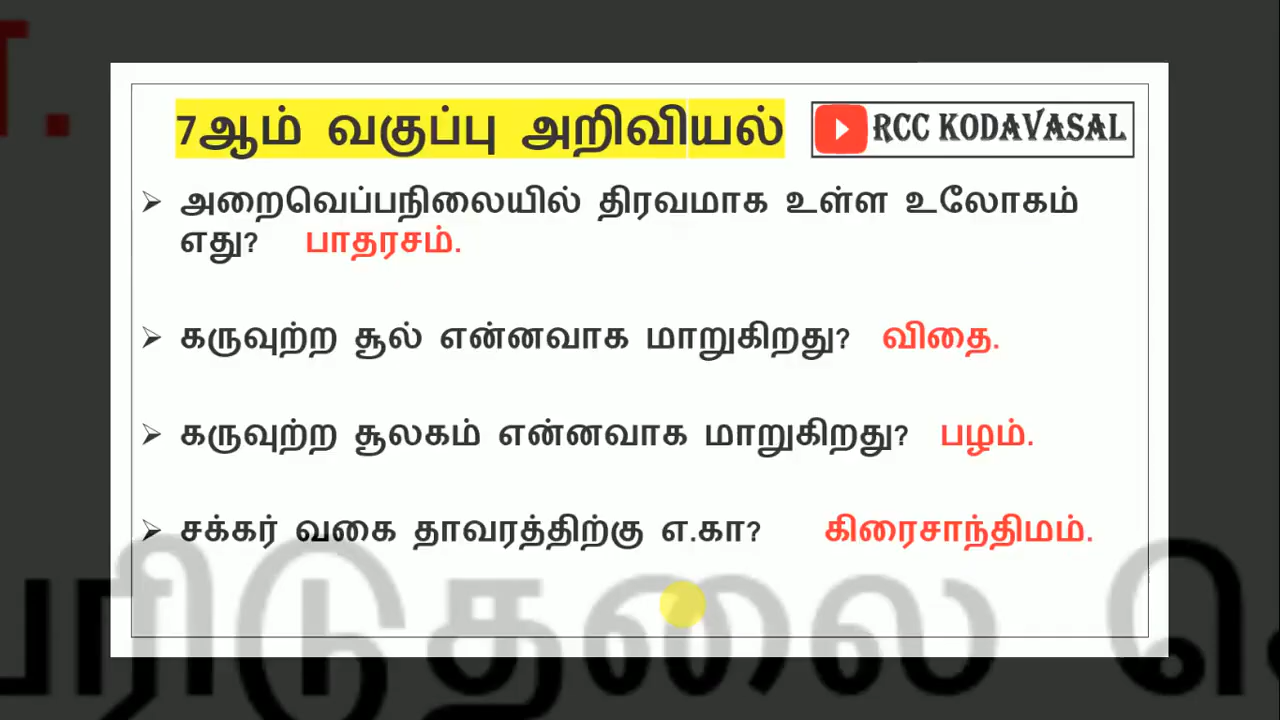 7ஆம் வகுப்பு அறிவியல்
RCC KODAVASAL
அறைவெப்பநிலையில் திரவமாக உள்ள உலோகம்
எது? பாதரசம்.
கருவுற்ற சூல் என்னவாக மாறுகிறது? விதை.
கருவுற்ற சூலகம் என்னவாக மாறுகிறது? பழம்.
சக்கர் வகை தாவரத்திற்கு எ.கா? கிரைசாந்திமம்.